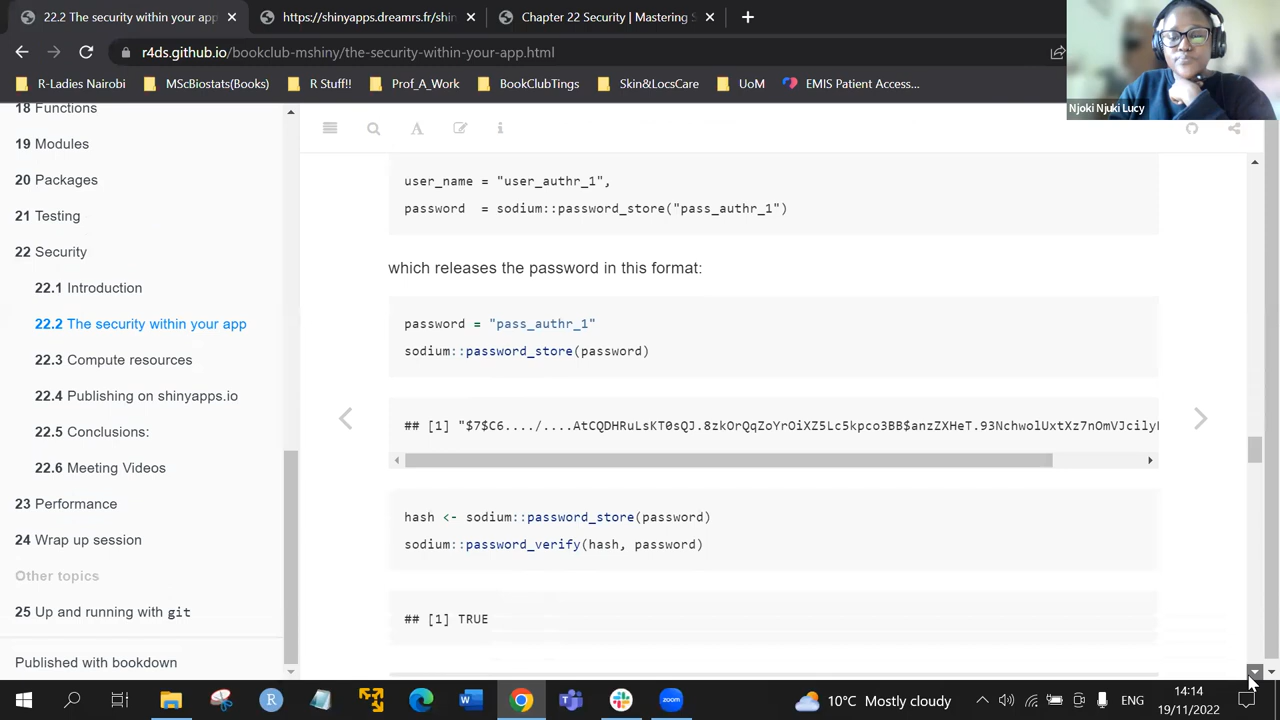 22.2 The security within your app
https://shinyapps.dreamrs.fr/shin
Chapter 22 Security | Mastering S
r4ds.github.io/bookclub-mshiny/the-security-within-your-app.html
R-Ladies Nairobi
MScBiostats(Books)
R Stuff!!
Prof_A_Work
BookClubTings
Skin&LocsCare
UoM
EMIS Patient Access...
Njoki Njuki Lucy
18 Functions
19 Modules
20 Packages
21 Testing
22 Security
22.1 Introduction
22.2 The security within your app
22.3 Compute resources
22.4 Publishing on shinyapps.io
22.5 Conclusions:
22.6 Meeting Videos
23 Performance
24 Wrap up session
Other topics
25 Up and running with git
Published with bookdown
user_name = "user_authr_1",
password = sodium::password_store("pass_authr_1")
which releases the password in this format:
password = "pass_authr_1"
sodium::password_store(password)
## [1] "$7$C6..../....AtCQDHRuLsKT0sQJ.8zkOrQqZoYrOiXZ5Lc5kpco3BB$anzZXHeT.93NchwolUxtXz7nOmVJcily
hash <- sodium::password_store(password)
sodium::password_verify(hash, password)
## [1] TRUE
10°C Mostly cloudy
ENG
14:14
19/11/2022